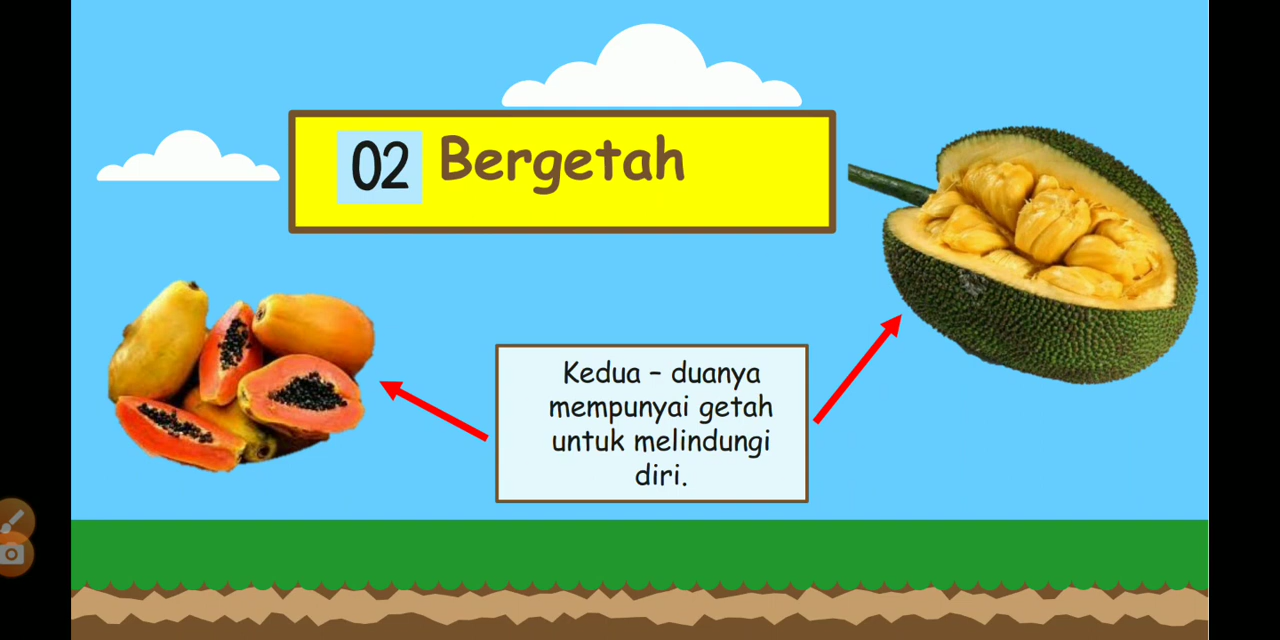 02 Bergetah
Kedua – duanya
mempunyai getah
untuk melindungi
diri.